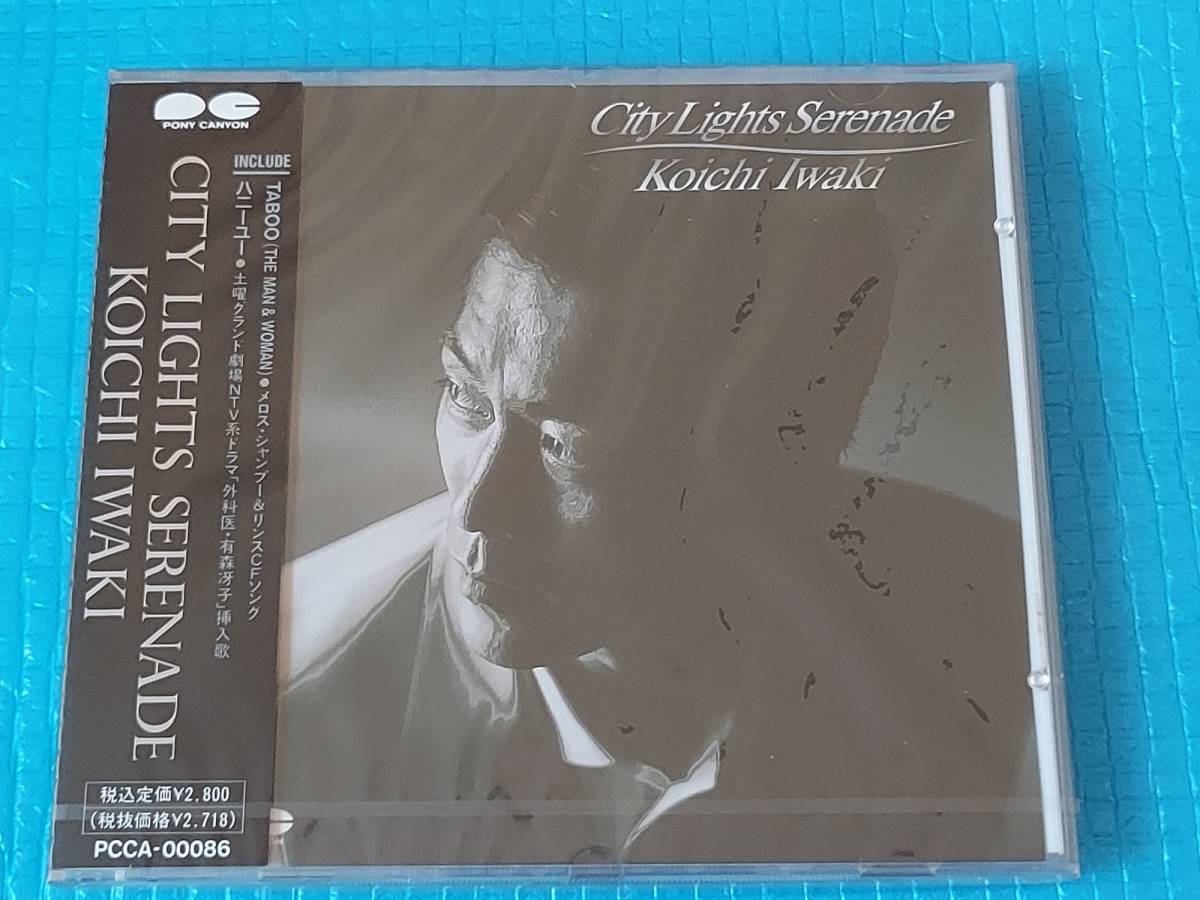 PONY CANYON
INCLUDE
TABOO (THE MAN & WOMAN)●メロス・シャンプー&リンスCFソング
ハニーユー●土曜グランド劇場NTV系ドラマ「外科医・有森冴子」挿入歌
CITY LIGHTS SERENADE
KOICHI IWAKI
税込定価¥2,800
(税抜価格¥2,718)
PCCA-00086
City Lights Serenade
Koichi Iwaki